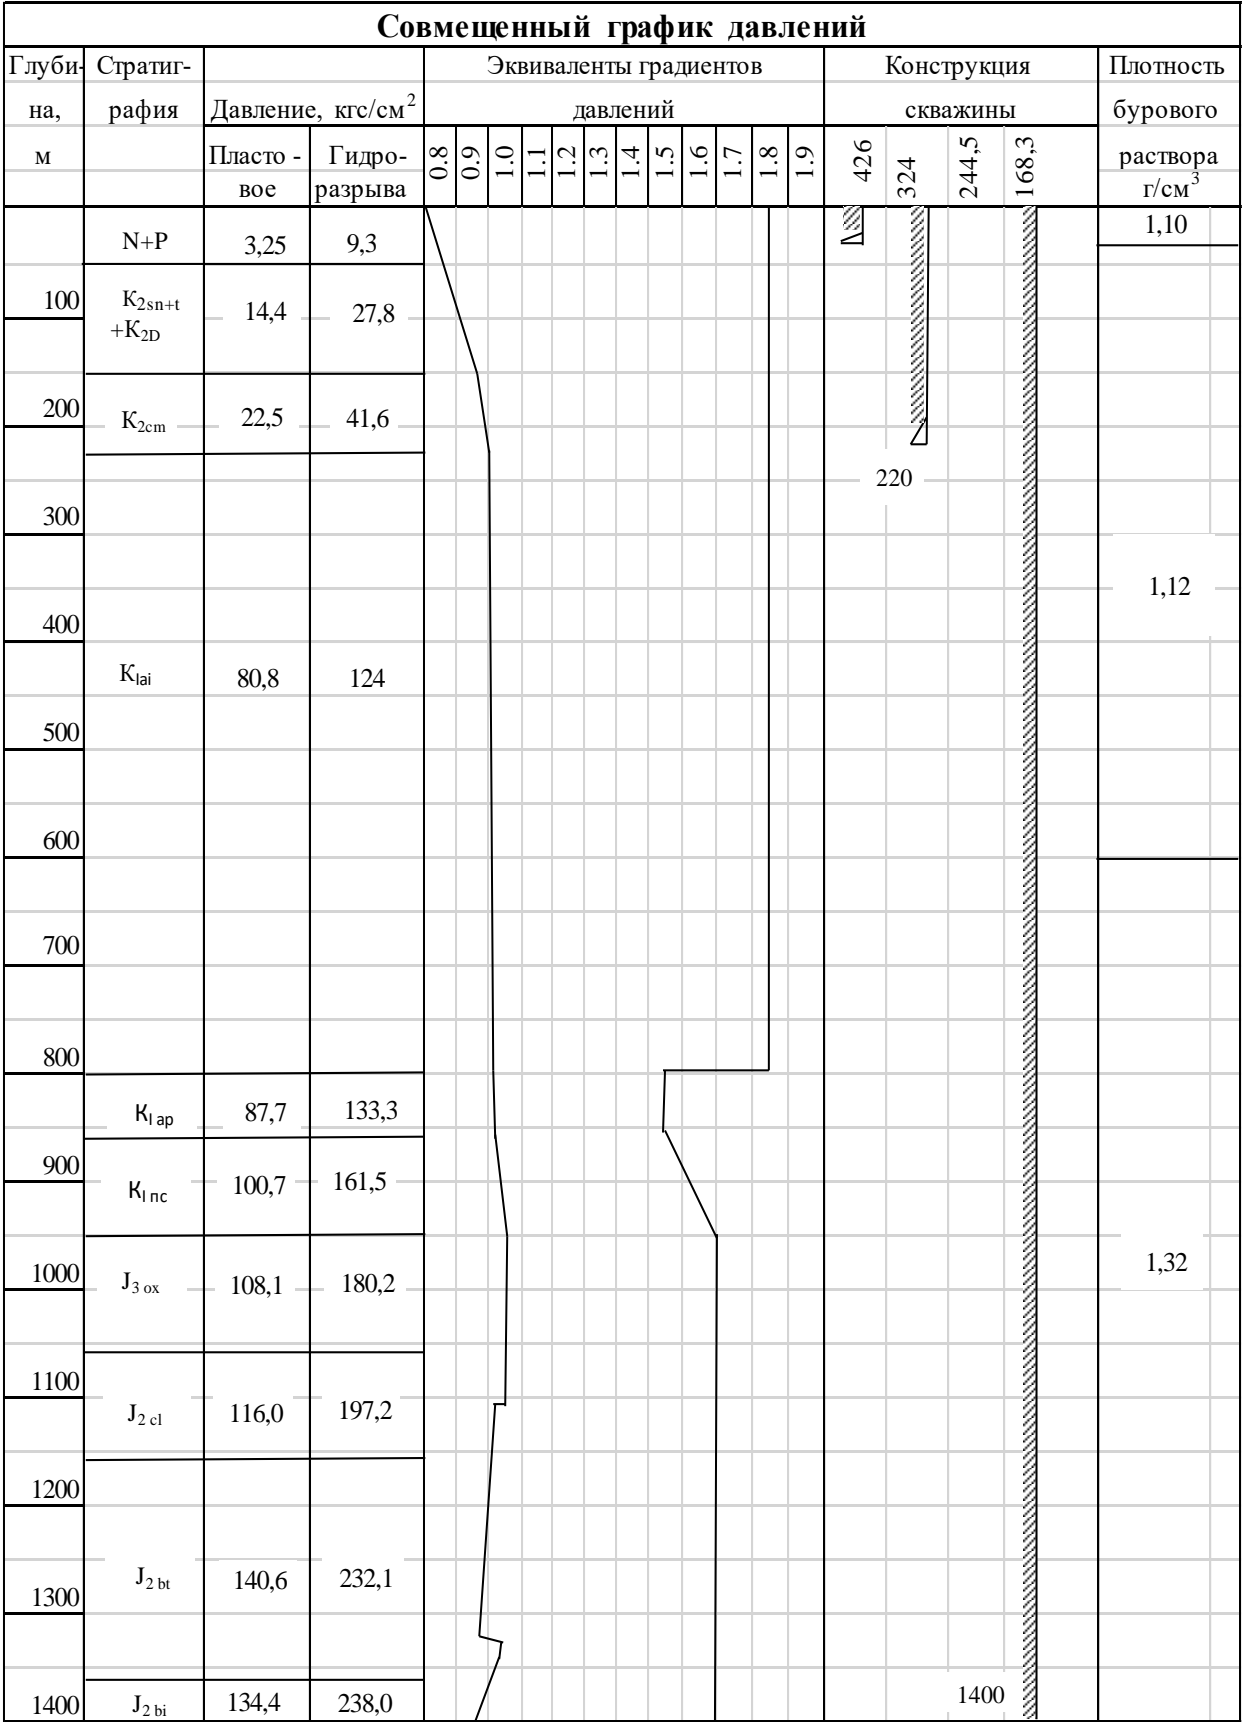 Совмещенный график давлений
Глуби-
на,
м
Стратиг-
рафия
Давление, кгс/см²
Пласто -
вое
Гидро-
разрыва
Эквиваленты градиентов
давлений
0.8 0.9 1.0 1.1 1.2 1.3 1.4 1.5 1.6 1.7 1.8 1.9
Конструкция
скважины
426 324 244,5 168,3
Плотность
бурового
раствора
г/см³
N+P 3,25 9,3 1,10
100 K2sn+t 14,4 27,8
+K2D
200 K2cm 22,5 41,6
220
300
1,12
400
KIai 80,8 124
500
600
700
800
KI ap 87,7 133,3
900 KI nc 100,7 161,5
1000 J3 ox 108,1 180,2 1,32
1100
J2 cl 116,0 197,2
1200
J2 bt 140,6 232,1
1300
1400 J2 bi 134,4 238,0 1400